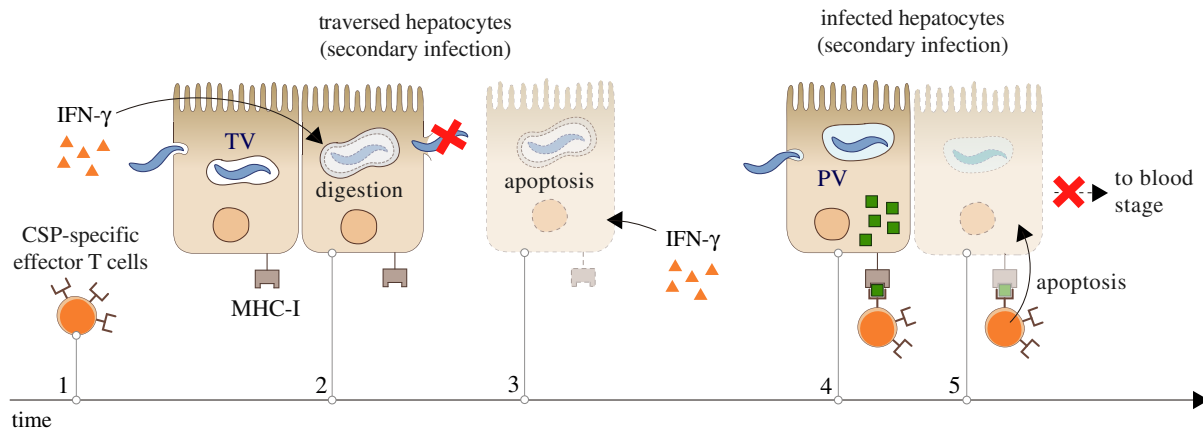 traversed hepatocytes
(secondary infection)
infected hepatocytes
(secondary infection)
IFN-γ
TV
digestion
apoptosis
PV
to blood
stage
CSP-specific
effector T cells
MHC-I
IFN-γ
apoptosis
1
2
3
4
5
time